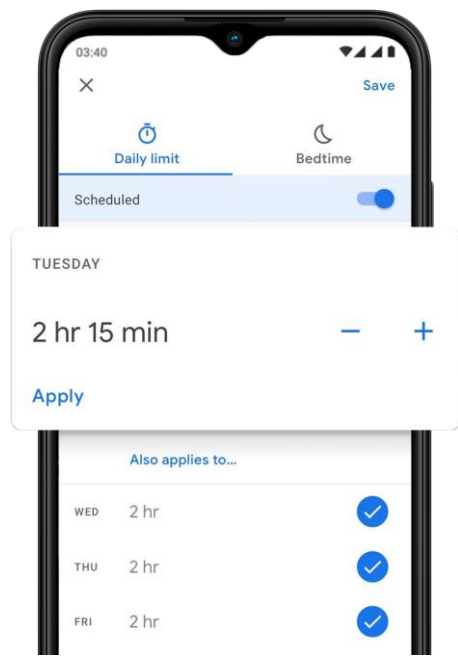 03:40
Save
Daily limit
Bedtime
Scheduled
TUESDAY
2 hr 15 min
Apply
Also applies to...
WED 2 hr
THU 2 hr
FRI 2 hr